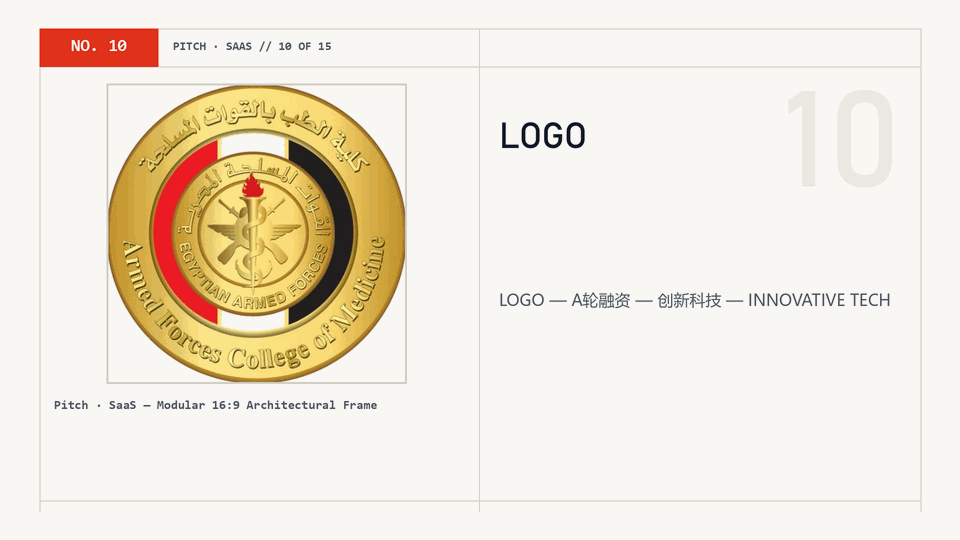 NO. 10
PITCH · SAAS // 10 OF 15
كلية الطب بالقوات المسلحة
القوات المسلحة المصرية
EGYPTIAN ARMED FORCES
Armed Forces College of Medicine
Pitch · SaaS — Modular 16:9 Architectural Frame
10
LOGO
LOGO — A轮融资 — 创新科技 — INNOVATIVE TECH